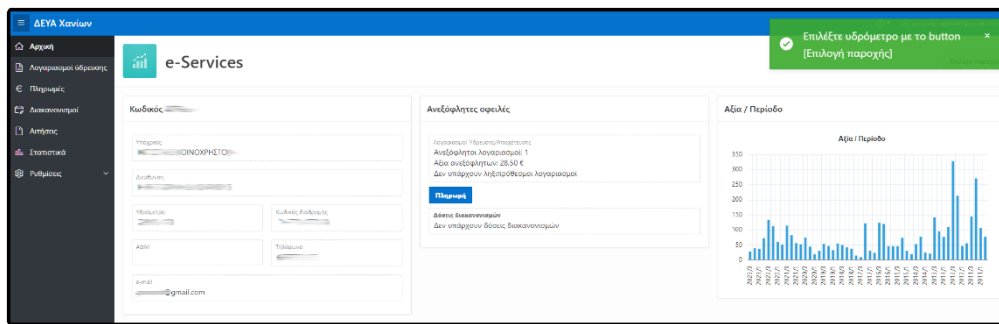 ΔΕΥΑ Χανίων
Επιλέξτε υδρόμετρο με το button
[Επιλογή παροχής]
Αρχική
Λογαριασμοί ύδρευσης
Πληρωμές
Διακανονισμοί
Αιτήσεις
Στατιστικά
Ρυθμίσεις
e-Services
Κωδικός
Υπόχρεος
ΟΙΝΟΧΡΗΣΤΟ
Διεύθυνση
Υδρόμετρο
Κωδικός διαδρομής
ΑΦΜ
Τηλέφωνο
e-mail
@gmail.com
Ανεξόφλητες οφειλές
Λογαριασμοί Ύδρευσης/Αποχέτευσης
Ανεξόφλητοι λογαριασμοί: 1
Αξία ανεξόφλητων: 28.50 €
Δεν υπάρχουν ληξιπρόθεσμοι λογαριασμοί
Πληρωμή
Δόσεις διακανονισμών
Δεν υπάρχουν δόσεις διακανονισμών
Αξία / Περίοδο
Αξία / Περίοδο
350
300
250
200
150
100
50
0